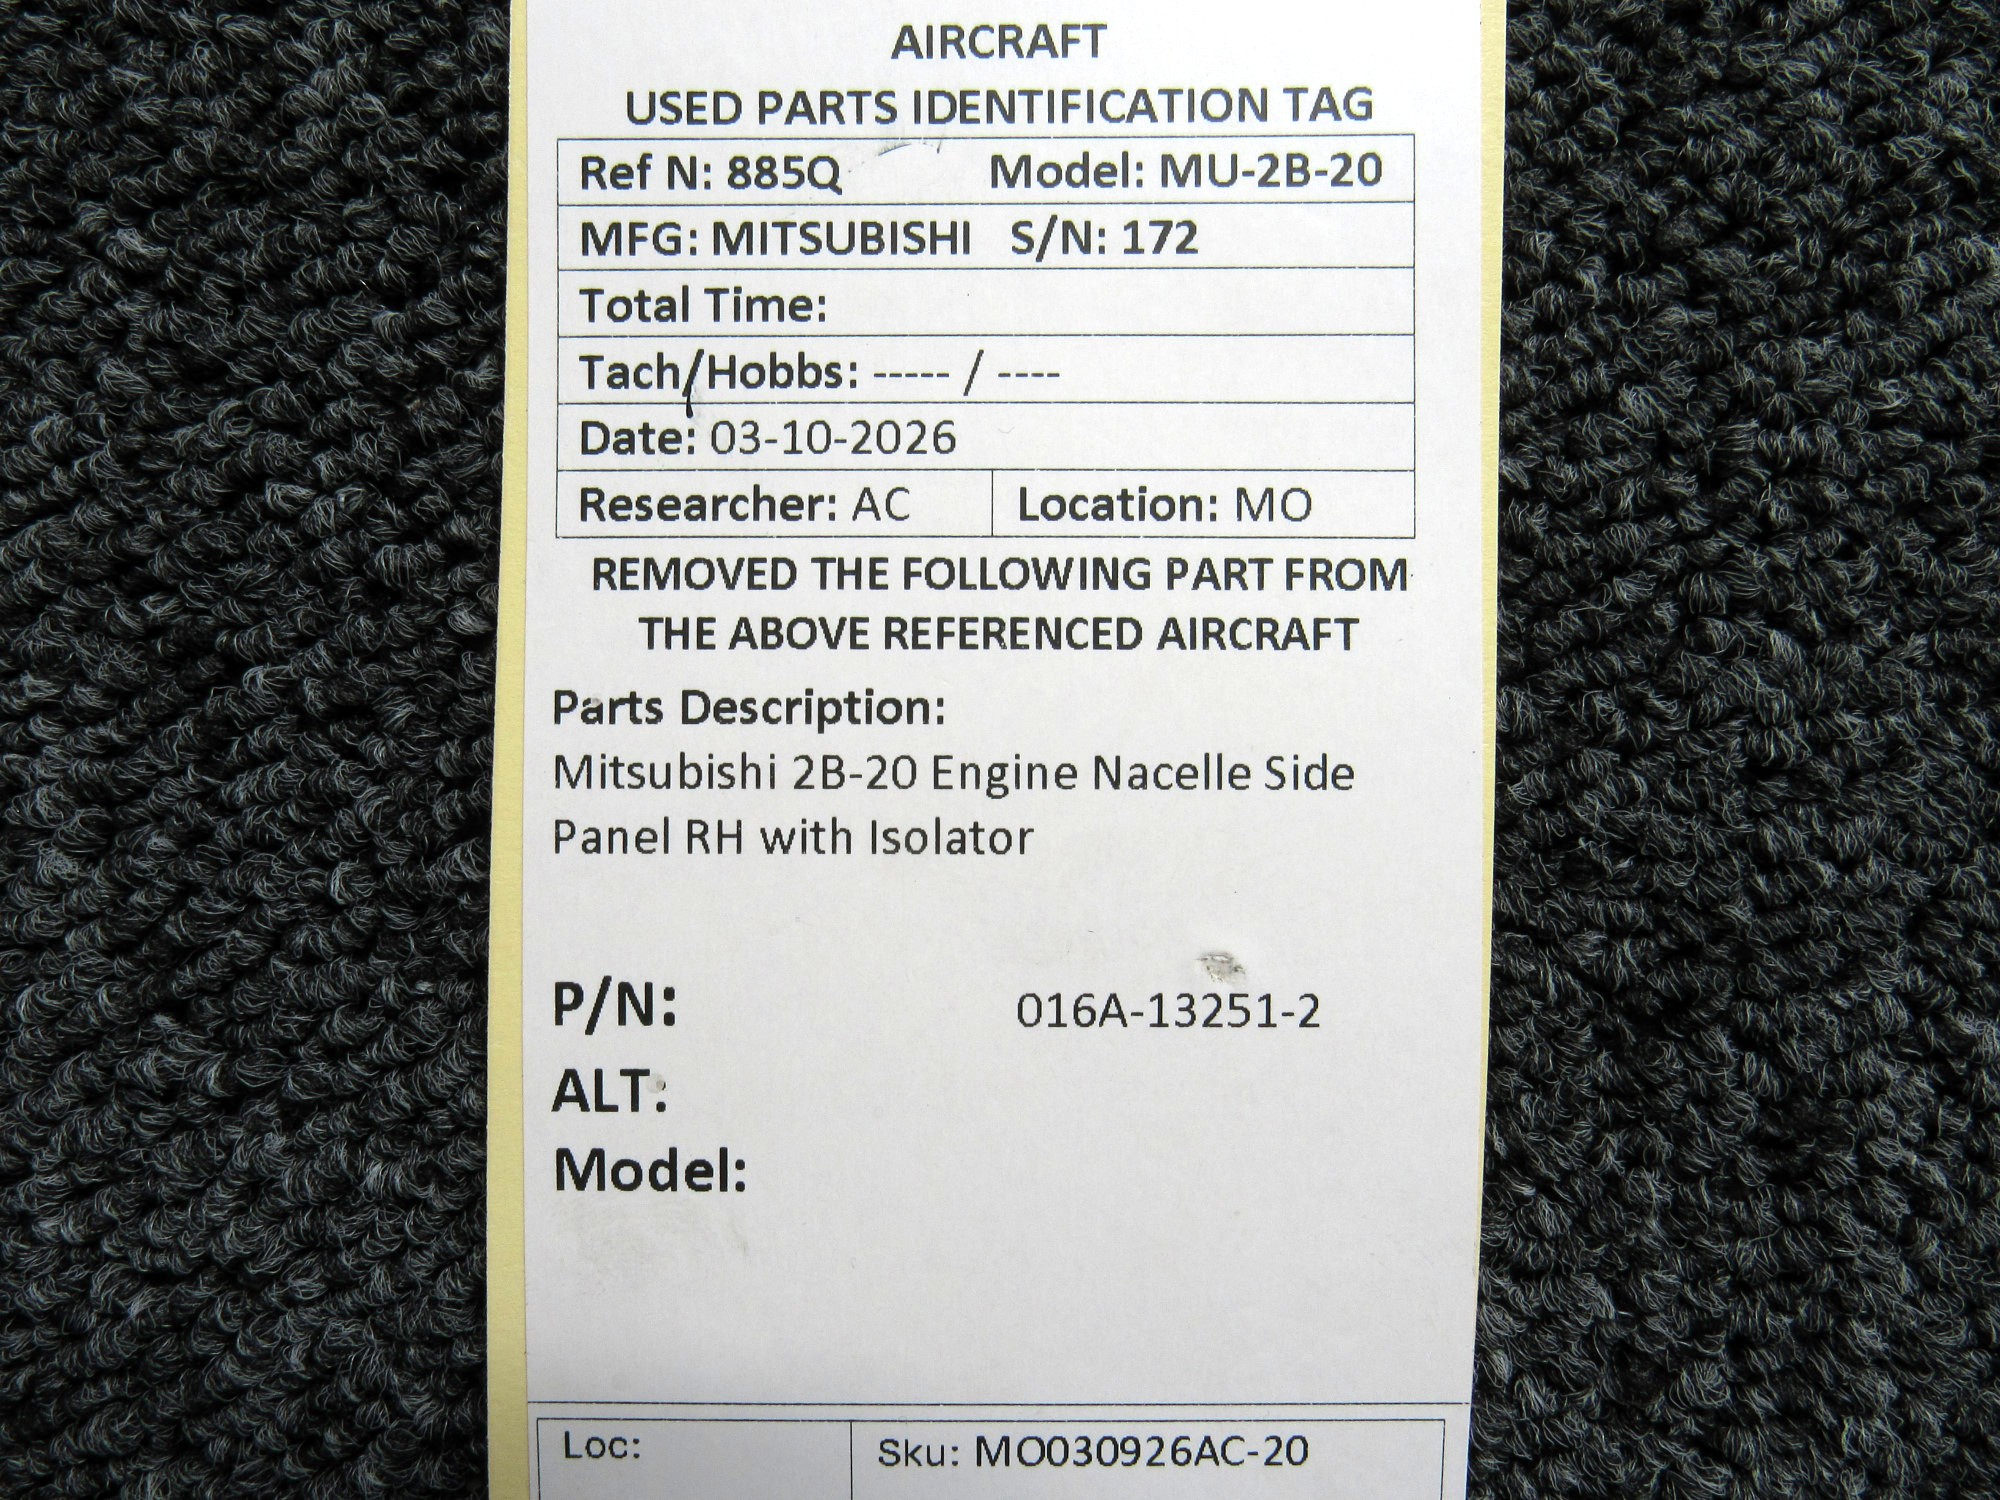 AIRCRAFT
USED PARTS IDENTIFICATION TAG
Ref N: 885Q Model: MU-2B-20
MFG: MITSUBISHI S/N: 172
Total Time:
Tach/Hobbs: ----- / ----
Date: 03-10-2026
Researcher: AC Location: MO
REMOVED THE FOLLOWING PART FROM
THE ABOVE REFERENCED AIRCRAFT
Parts Description:
Mitsubishi 2B-20 Engine Nacelle Side
Panel RH with Isolator
P/N: 016A-13251-2
ALT:
Model:
Loc: Sku: MO030926AC-20